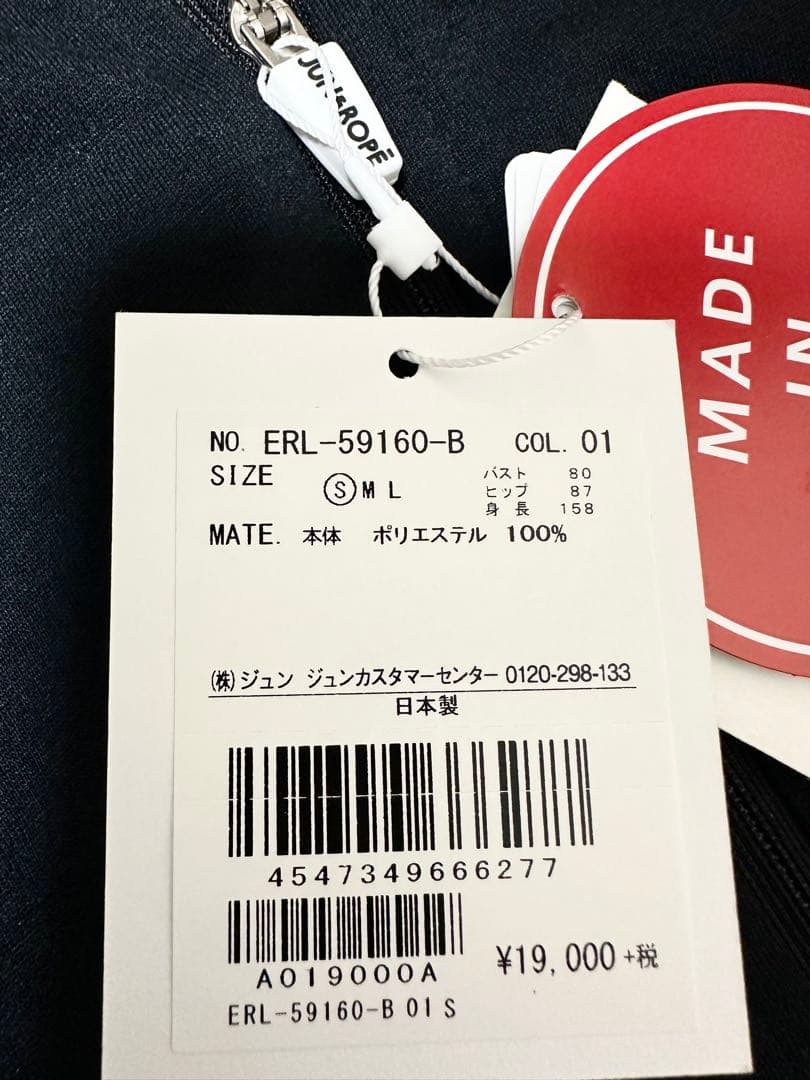 JUN&ROPÉ
MADE
IN
NO. ERL-59160-B COL. 01
SIZE Ⓢ M L バスト 80
ヒップ 87
身長 158
MATE. 本体 ポリエステル 100%
㈱ジュン ジュンカスタマーセンター 0120-298-133
日本製
4547349666277
A019000A ¥19,000+税
ERL-59160-B 01 S